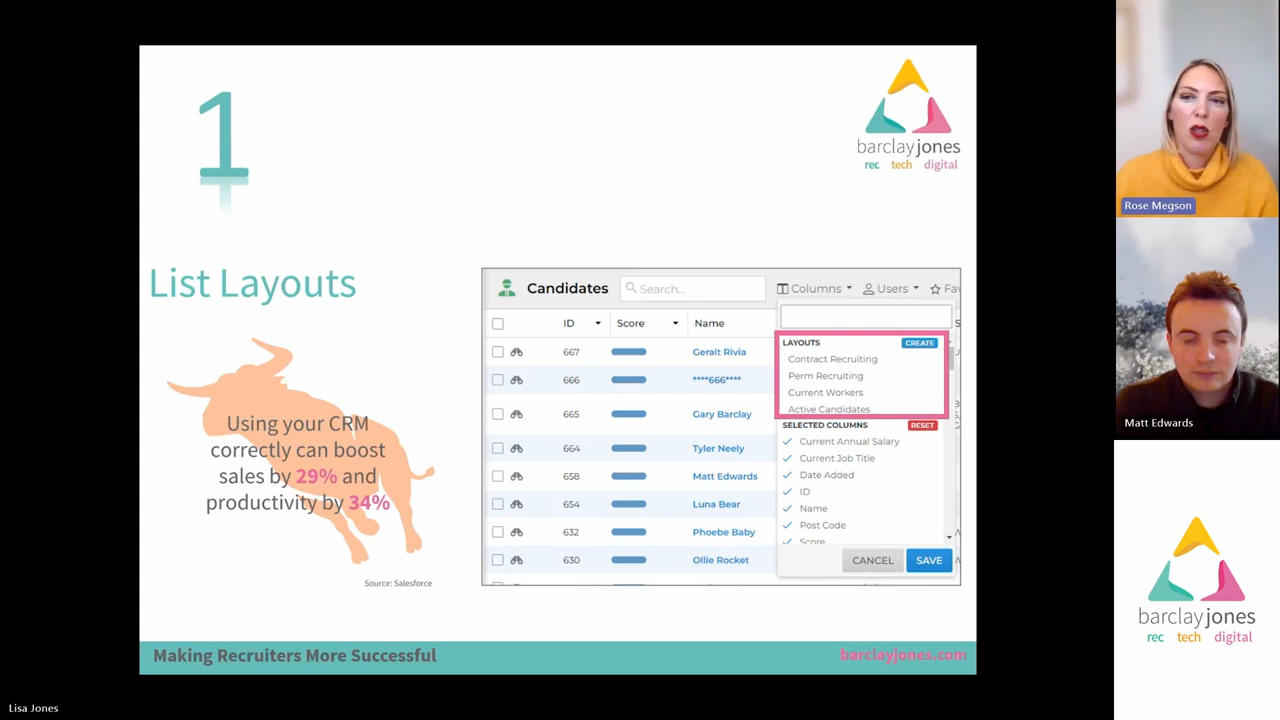 1
barclayjones
rec tech digital
List Layouts
Using your CRM
correctly can boost
sales by 29% and
productivity by 34%
Source: Salesforce
Candidates
Search...
Columns
Users
Fav
ID
Score
Name
667
Geralt Rivia
666
****666****
665
Gary Barclay
664
Tyler Neely
658
Matt Edwards
654
Luna Bear
632
Phoebe Baby
630
Ollie Rocket
LAYOUTS
CREATE
Contract Recruiting
Perm Recruiting
Current Workers
Active Candidates
SELECTED COLUMNS
RESET
Current Annual Salary
Current Job Title
Date Added
ID
Name
Post Code
Score
CANCEL
SAVE
Making Recruiters More Successful
barclayjones.com
Rose Megson
Matt Edwards
barclayjones
rec tech digital
Lisa Jones